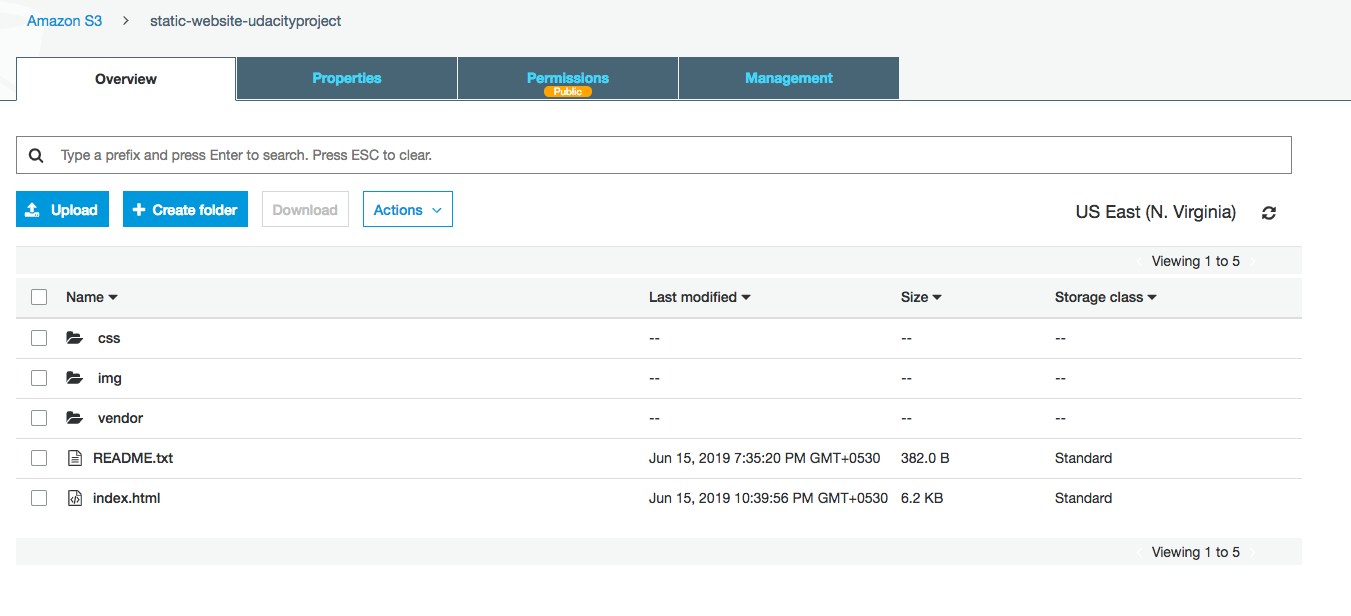 Amazon S3 > static-website-udacityproject
Overview Properties Permissions Management
Public
Type a prefix and press Enter to search. Press ESC to clear.
Upload + Create folder Download Actions US East (N. Virginia)
Viewing 1 to 5
Name Last modified Size Storage class
css -- -- --
img -- -- --
vendor -- -- --
README.txt Jun 15, 2019 7:35:20 PM GMT+0530 382.0 B Standard
index.html Jun 15, 2019 10:39:56 PM GMT+0530 6.2 KB Standard
Viewing 1 to 5